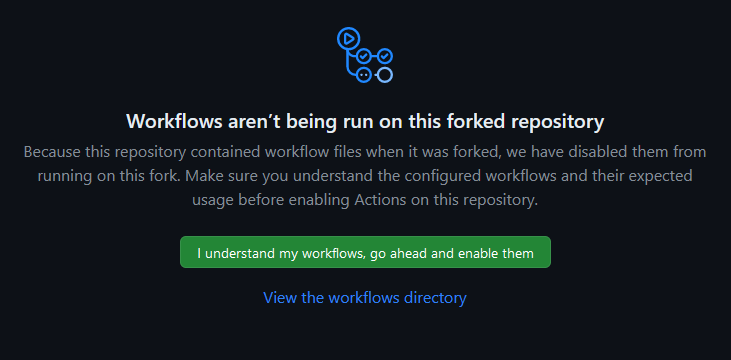 Workflows aren’t being run on this forked repository
Because this repository contained workflow files when it was forked, we have disabled them from
running on this fork. Make sure you understand the configured workflows and their expected
usage before enabling Actions on this repository.
I understand my workflows, go ahead and enable them
View the workflows directory